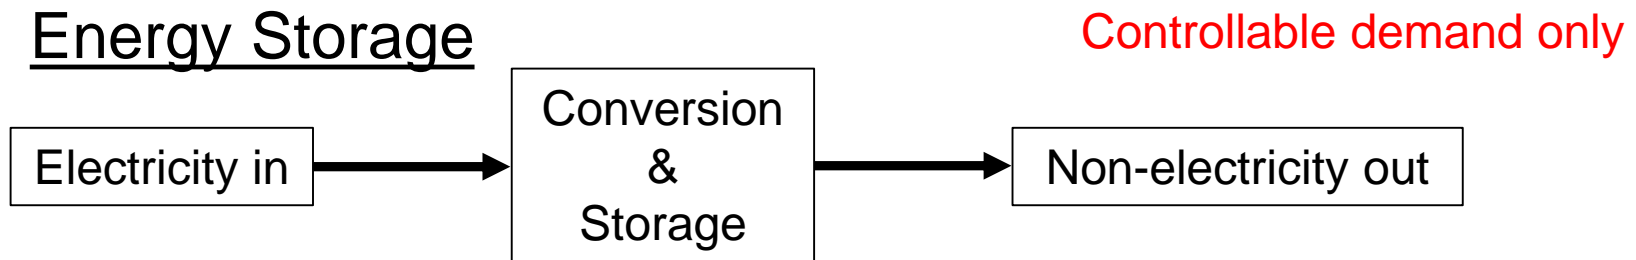 Energy Storage
Controllable demand only
Electricity in
Conversion
&
Storage
Non-electricity out